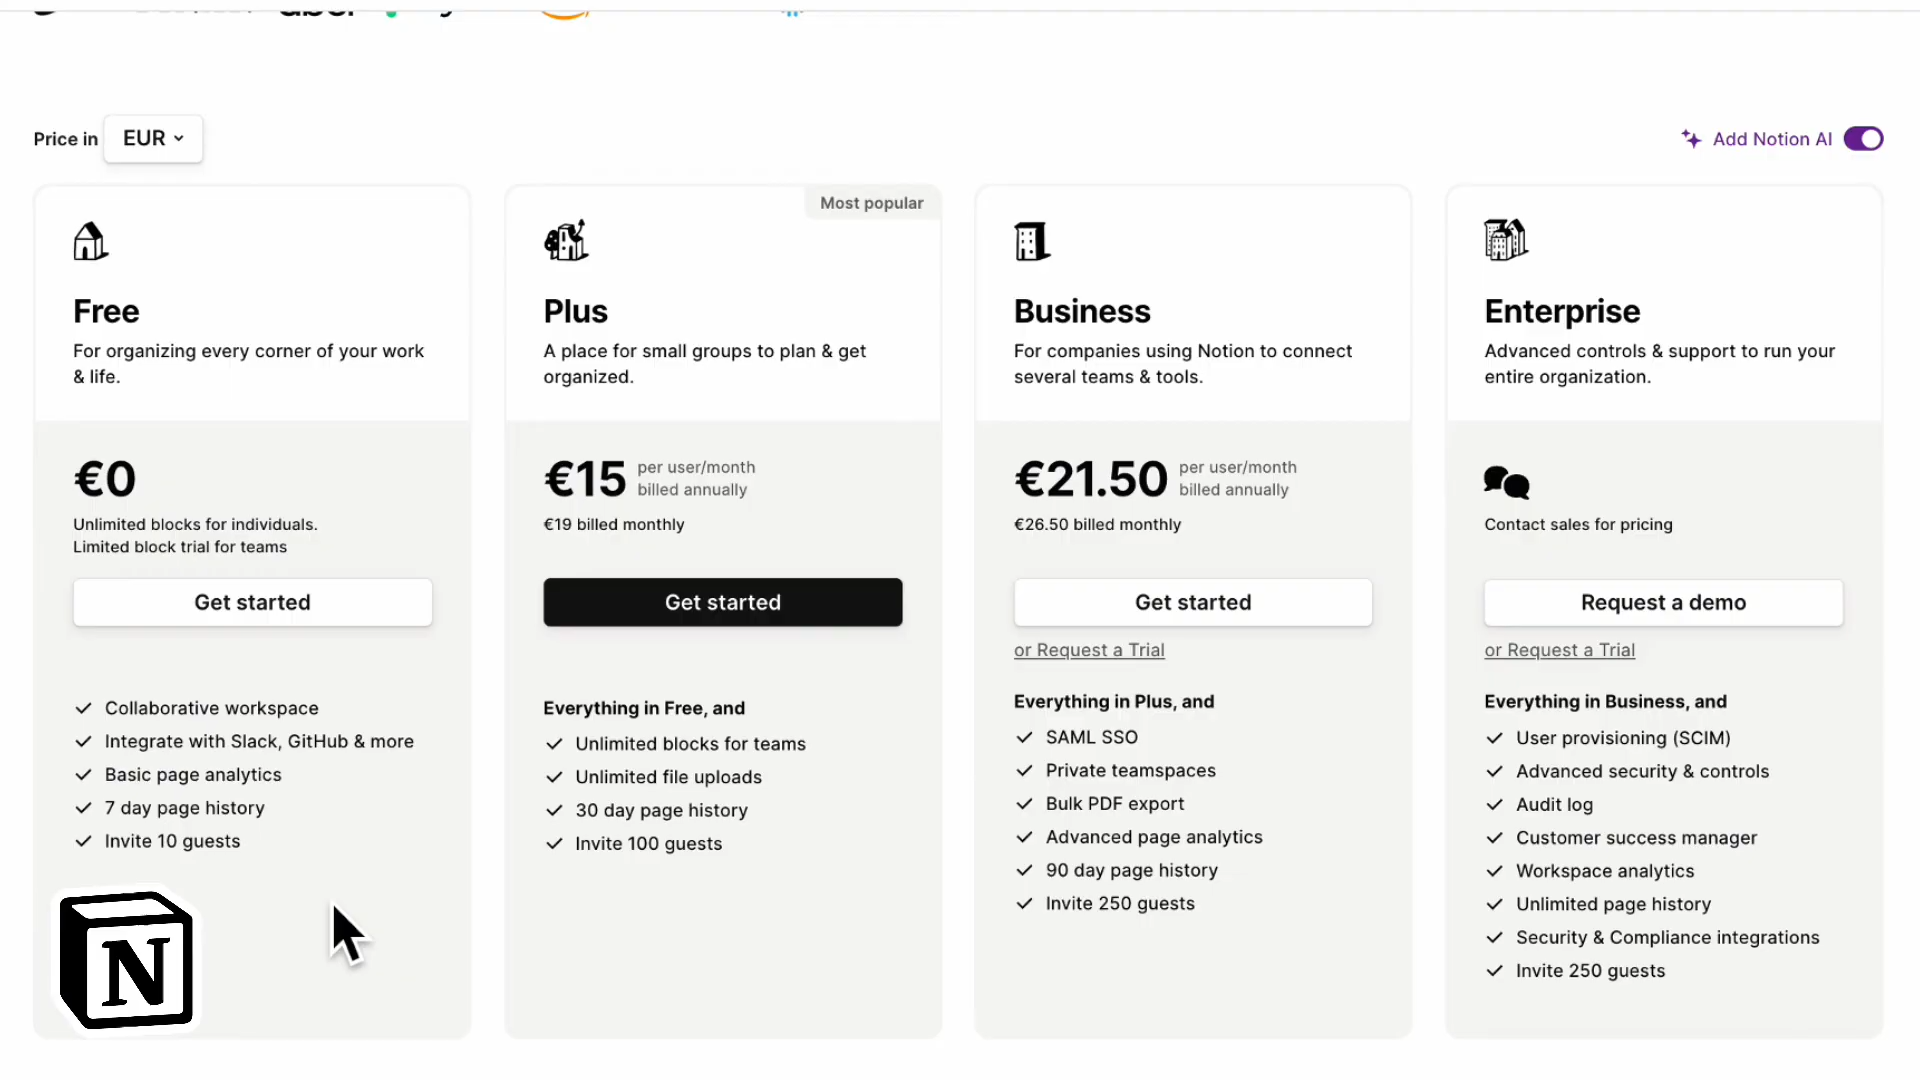 Price in
EUR
Add Notion AI
Free
For organizing every corner of your work
& life.
€0
Unlimited blocks for individuals.
Limited block trial for teams
Get started
Collaborative workspace
Integrate with Slack, GitHub & more
Basic page analytics
7 day page history
Invite 10 guests
N
Most popular
Plus
A place for small groups to plan & get
organized.
€15
per user/month
billed annually
€19 billed monthly
Get started
Everything in Free, and
Unlimited blocks for teams
Unlimited file uploads
30 day page history
Invite 100 guests
Business
For companies using Notion to connect
several teams & tools.
€21.50
per user/month
billed annually
€26.50 billed monthly
Get started
or Request a Trial
Everything in Plus, and
SAML SSO
Private teamspaces
Bulk PDF export
Advanced page analytics
90 day page history
Invite 250 guests
Enterprise
Advanced controls & support to run your
entire organization.
Contact sales for pricing
Request a demo
or Request a Trial
Everything in Business, and
User provisioning (SCIM)
Advanced security & controls
Audit log
Customer success manager
Workspace analytics
Unlimited page history
Security & Compliance integrations
Invite 250 guests